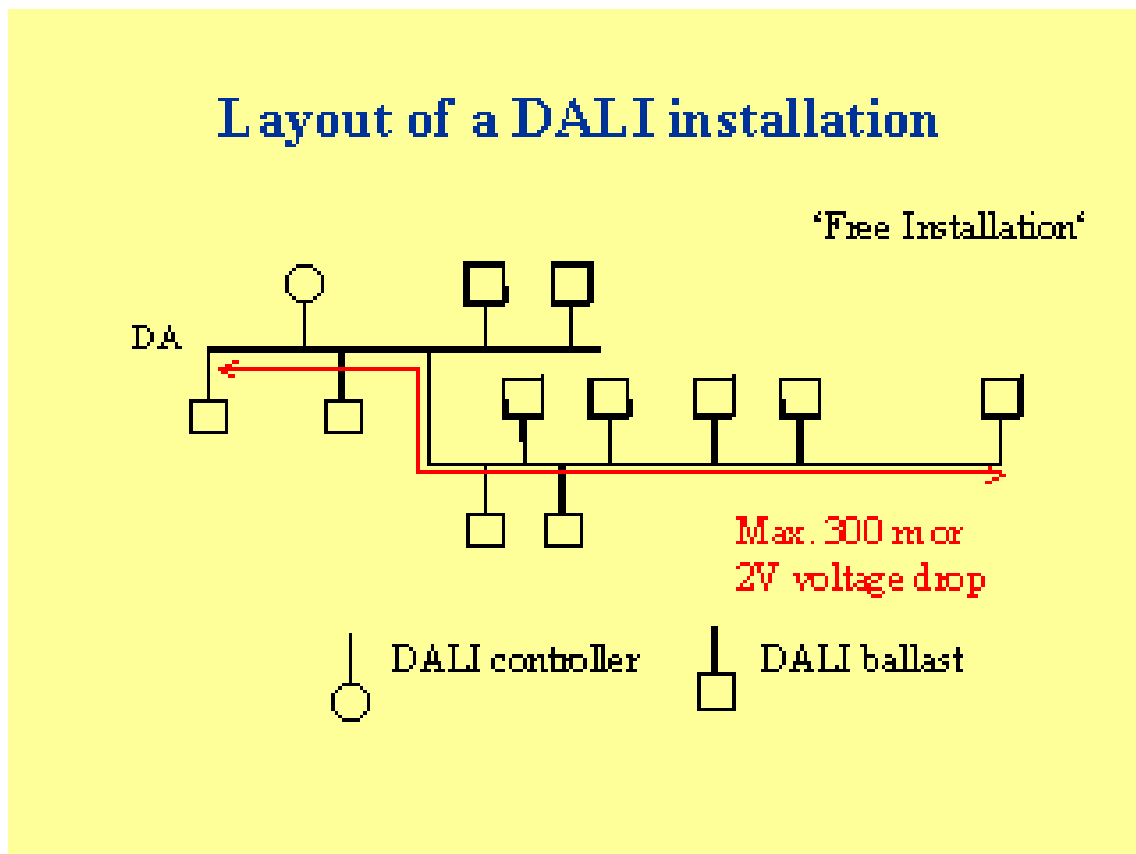 Layout of a DALI installation
‘Free Installation‘
DA
Max. 300 m or
2V voltage drop
DALI controller
DALI ballast